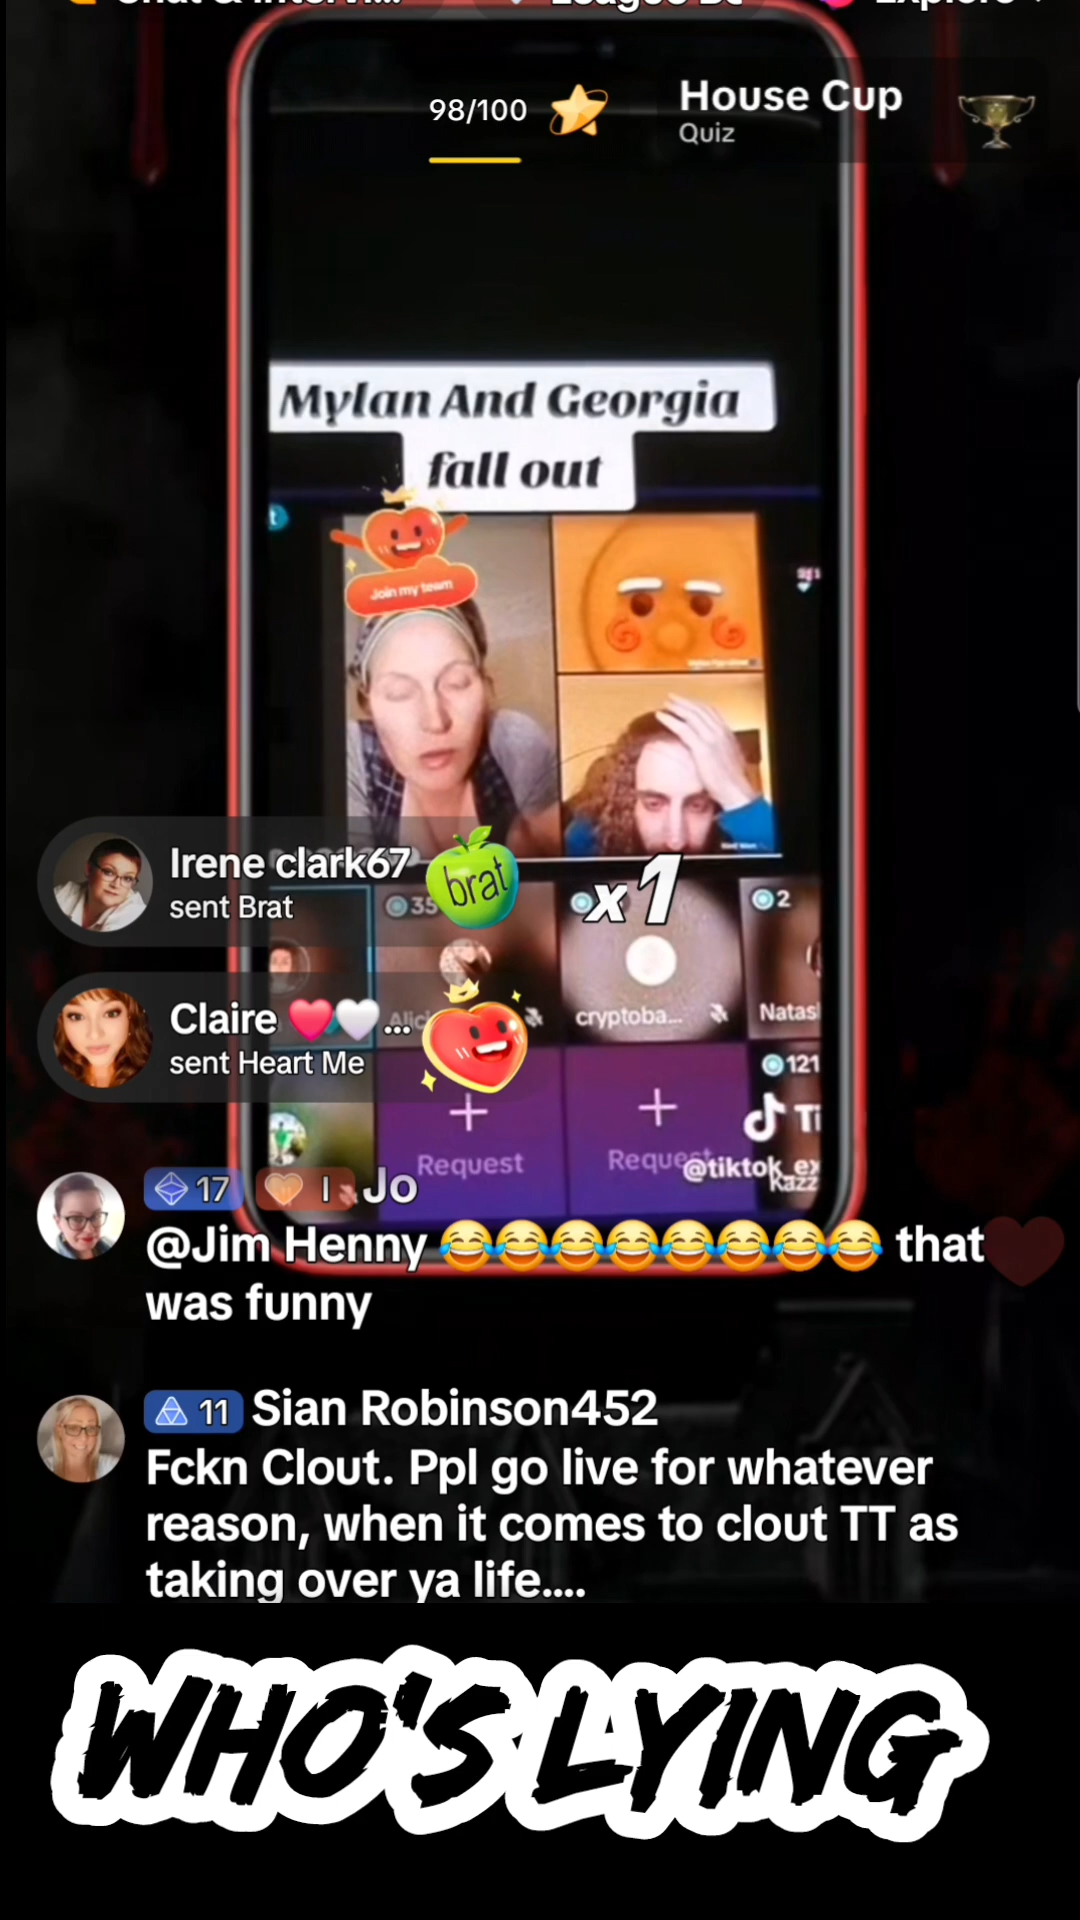 98/100
House Cup
Quiz
Mylan And Georgia
fall out
Join my team
Irene clark67
sent Brat
brat
x1
35
2
Claire ❤️🤍...
sent Heart Me
cryptoba...
Natasl
121
+
+
Request
Request
@tiktok_ex
Kazz
17 I Jo
@Jim Henny 😂😂😂😂😂😂😂😂 that
was funny
11 Sian Robinson452
Fckn Clout. Ppl go live for whatever
reason, when it comes to clout TT as
taking over ya life....
WHO'S LYING